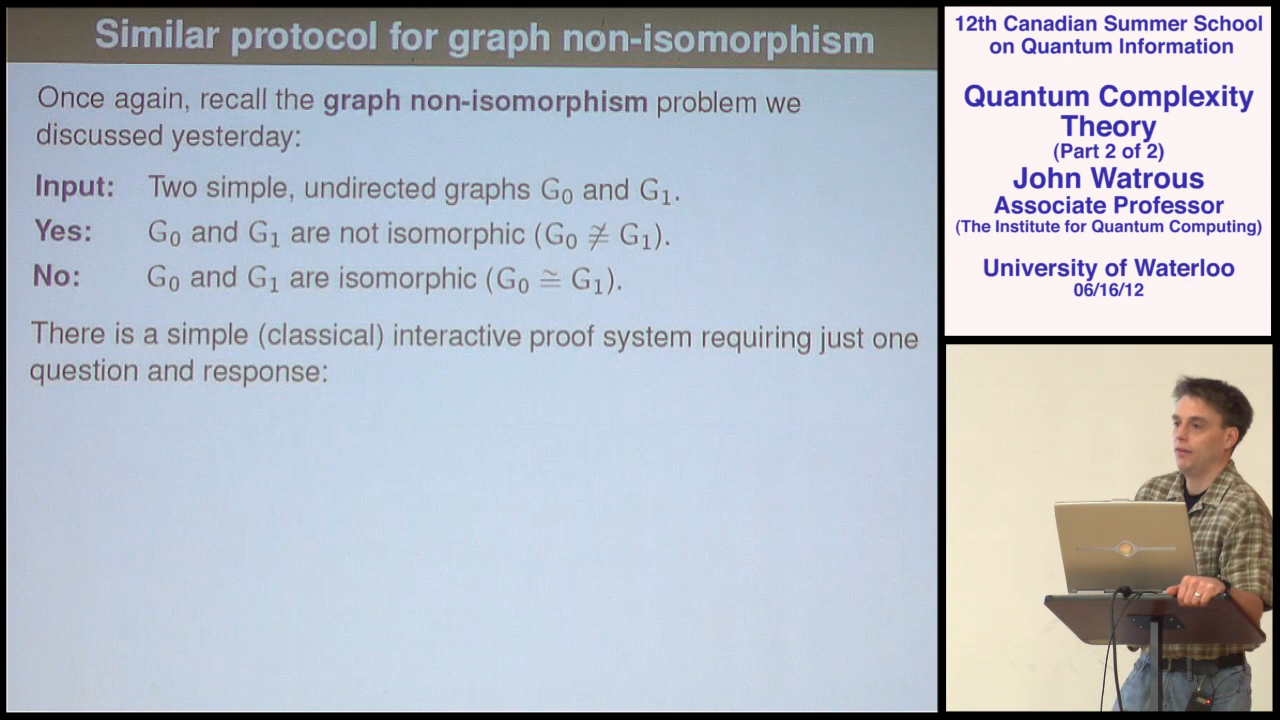 Similar protocol for graph non-isomorphism
Once again, recall the graph non-isomorphism problem we
discussed yesterday:
Input: Two simple, undirected graphs G₀ and G₁.
Yes: G₀ and G₁ are not isomorphic (G₀ ≇ G₁).
No: G₀ and G₁ are isomorphic (G₀ ≅ G₁).
There is a simple (classical) interactive proof system requiring just one
question and response:
12th Canadian Summer School
on Quantum Information
Quantum Complexity
Theory
(Part 2 of 2)
John Watrous
Associate Professor
(The Institute for Quantum Computing)
University of Waterloo
06/16/12